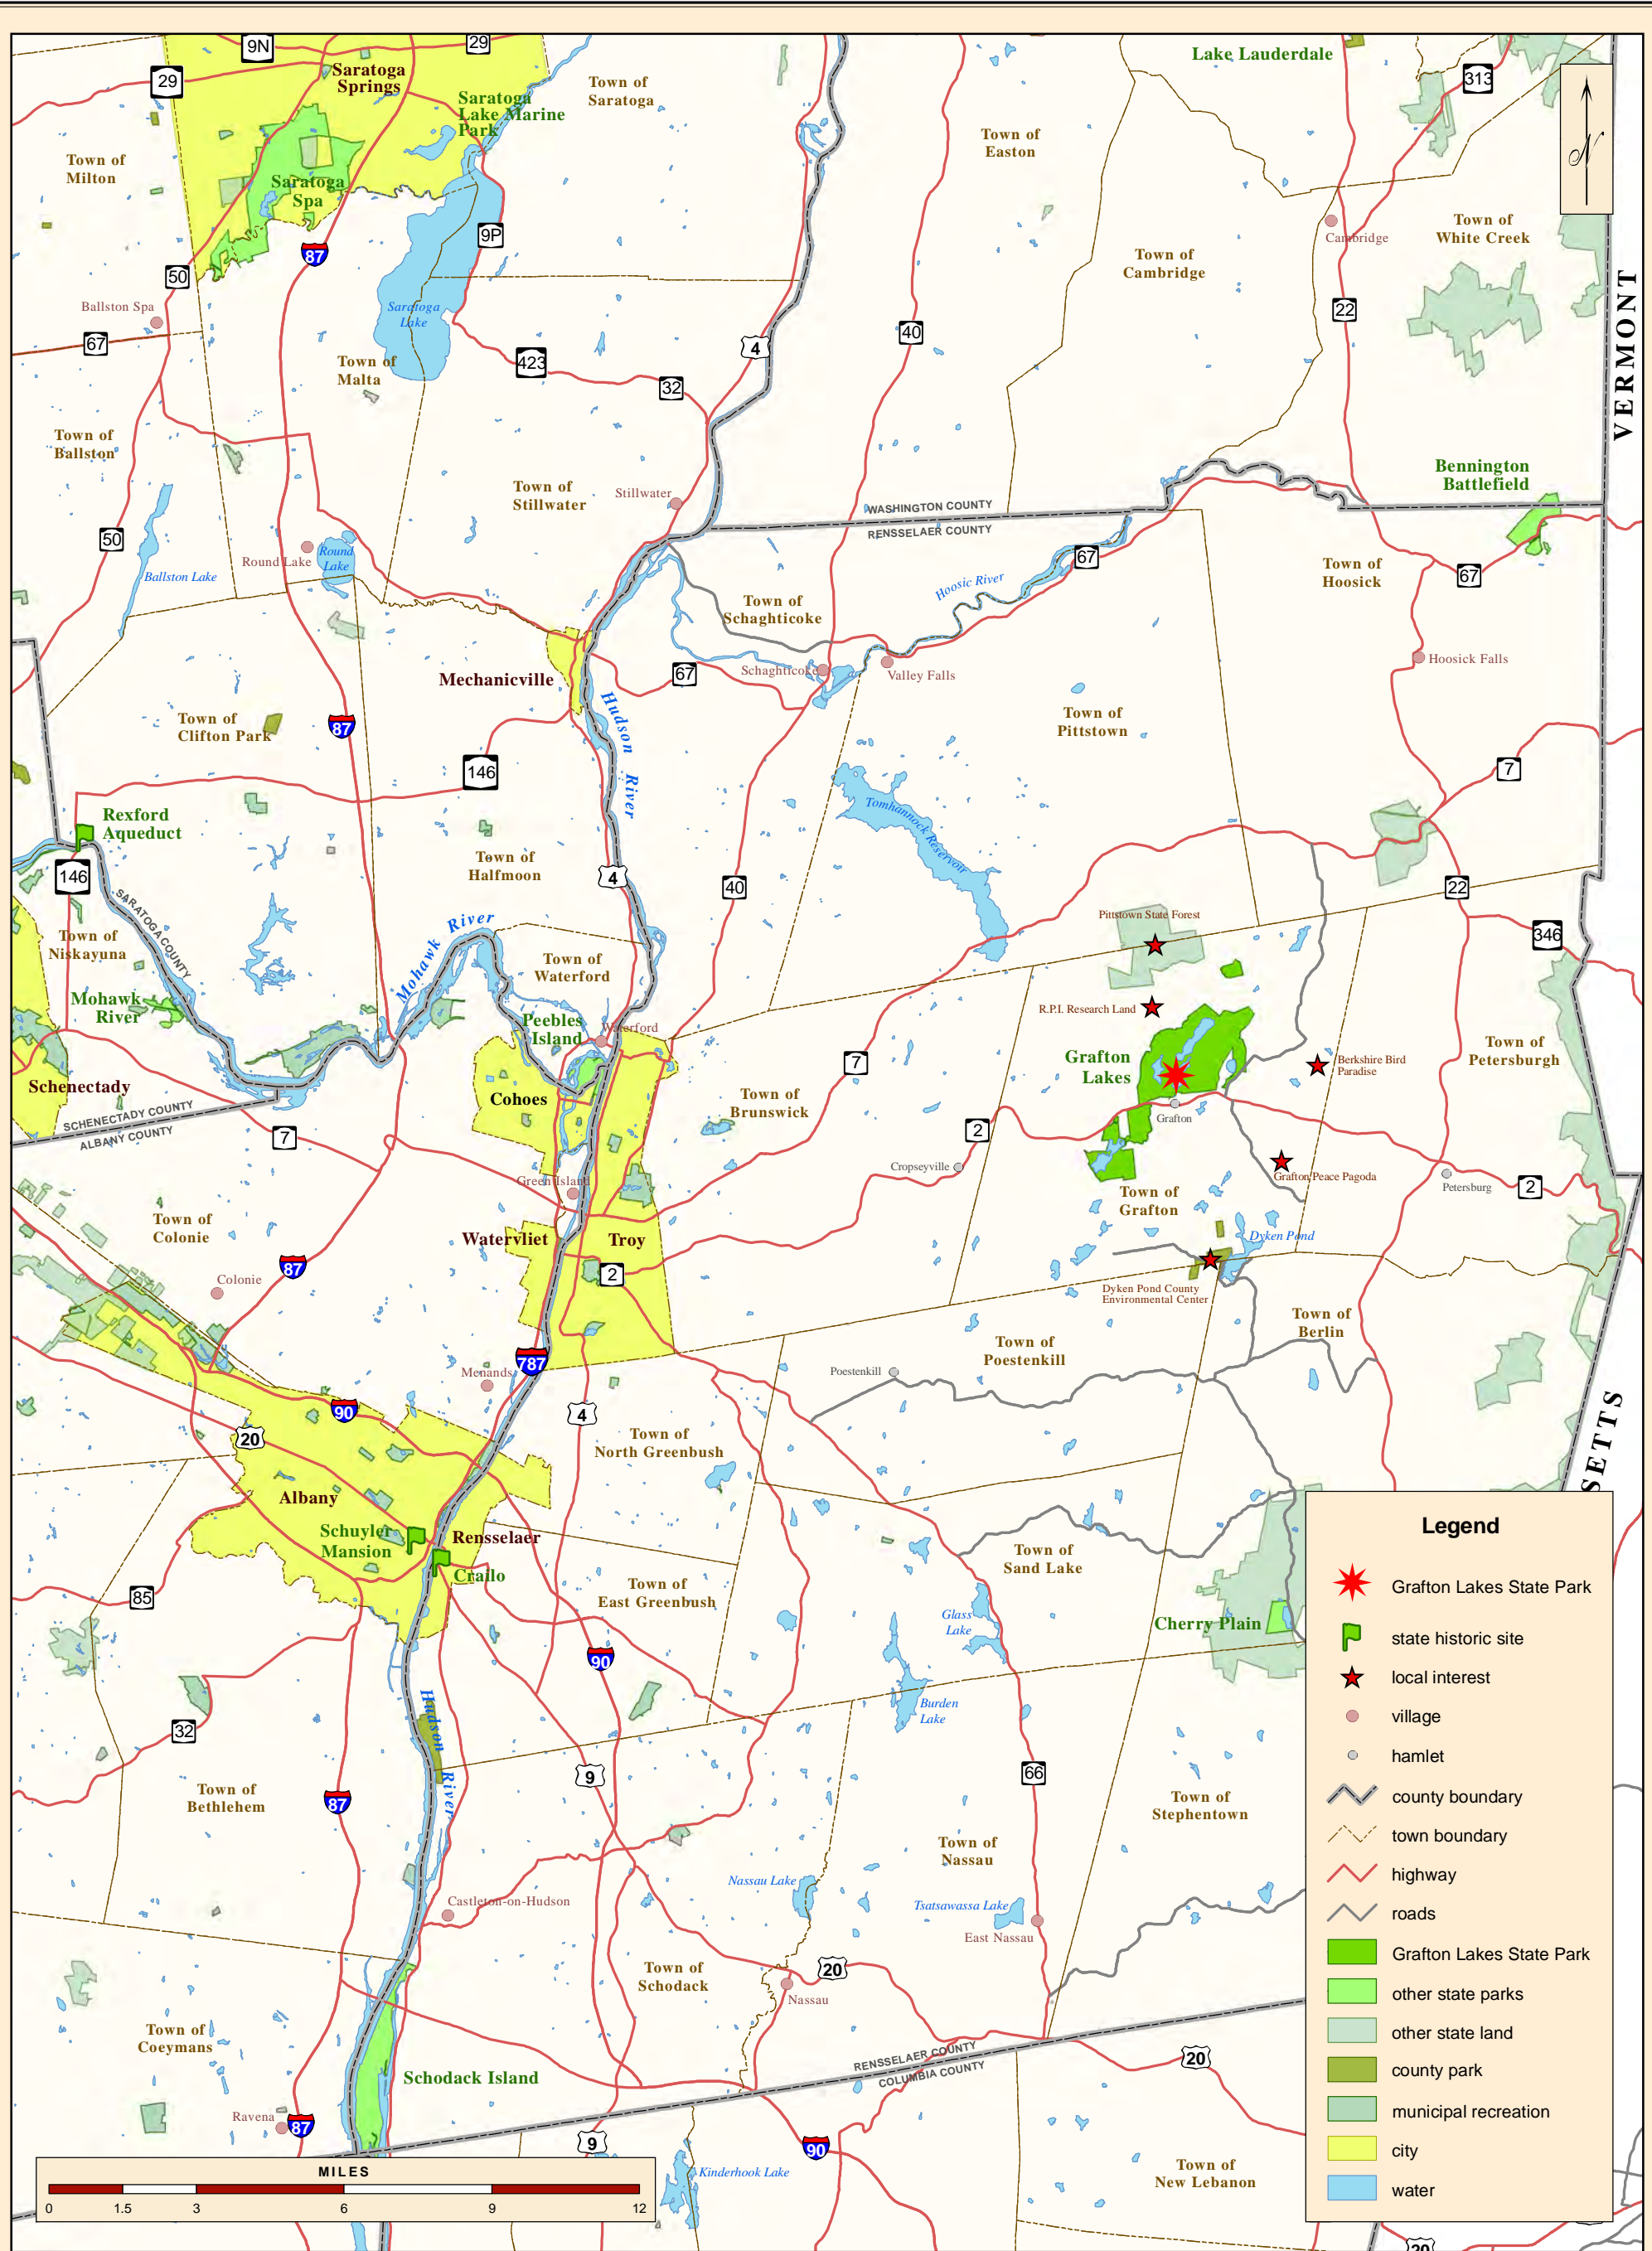 9N
29
29
Saratoga
Springs
Saratoga
Lake Marine
Park
Town of
Saratoga
Lake Lauderdale
313
N
Town of
Milton
Saratoga
Spa
Town of
Easton
Cambridge
Town of
White Creek
9P
87
50
Town of
Cambridge
VERMONT
Ballston Spa
Saratoga
Lake
22
67
40
4
Town of
Malta
423
32
Town of
Ballston
Bennington
Battlefield
Town of
Stillwater
Stillwater
WASHINGTON COUNTY
RENSSELAER COUNTY
50
Round Lake
Round
Lake
Ballston Lake
67
Hoosic River
Town of
Hoosick
67
Town of
Schaghticoke
Mechanicville
67
Schaghticoke
Valley Falls
Hoosick Falls
Hudson River
Town of
Clifton Park
87
Town of
Pittstown
146
7
Tomhannock Reservoir
Rexford
Aqueduct
146
Town of
Halfmoon
4
40
22
SARATOGA COUNTY
Pittstown State Forest
346
Town of
Niskayuna
Mohawk River
Town of
Waterford
Mohawk
River
R.P.I. Research Land
Peebles
Island
Waterford
Grafton
Lakes
Berkshire Bird
Paradise
Town of
Petersburgh
7
Schenectady
Cohoes
Town of
Brunswick
Grafton
SCHENECTADY COUNTY
ALBANY COUNTY
7
2
Cropseyville
Grafton Peace Pagoda
Petersburg
2
Green Island
Town of
Grafton
Town of
Colonie
Watervliet
Troy
Dyken Pond
87
2
Colonie
Dyken Pond County
Environmental Center
Town of
Berlin
Town of
Poestenkill
787
Menands
Poestenkill
90
4
20
Town of
North Greenbush
SETTS
Albany
Schuyler
Mansion
Rensselaer
Crailo
Town of
Sand Lake
85
Town of
East Greenbush
Glass
Lake
Cherry Plain
90
Hudson River
Burden
Lake
32
9
66
Town of
Bethlehem
87
Town of
Stephentown
Town of
Nassau
Nassau Lake
Castleton-on-Hudson
Tsatsawassa Lake
East Nassau
Town of
Schodack
20
Nassau
Town of
Coeymans
RENSSELAER COUNTY
COLUMBIA COUNTY
20
Schodack Island
Ravena
87
9
90
Kinderhook Lake
Town of
New Lebanon
MILES
0 1.5 3 6 9 12
Legend
Grafton Lakes State Park
state historic site
local interest
village
hamlet
county boundary
town boundary
highway
roads
Grafton Lakes State Park
other state parks
other state land
county park
municipal recreation
city
water
20